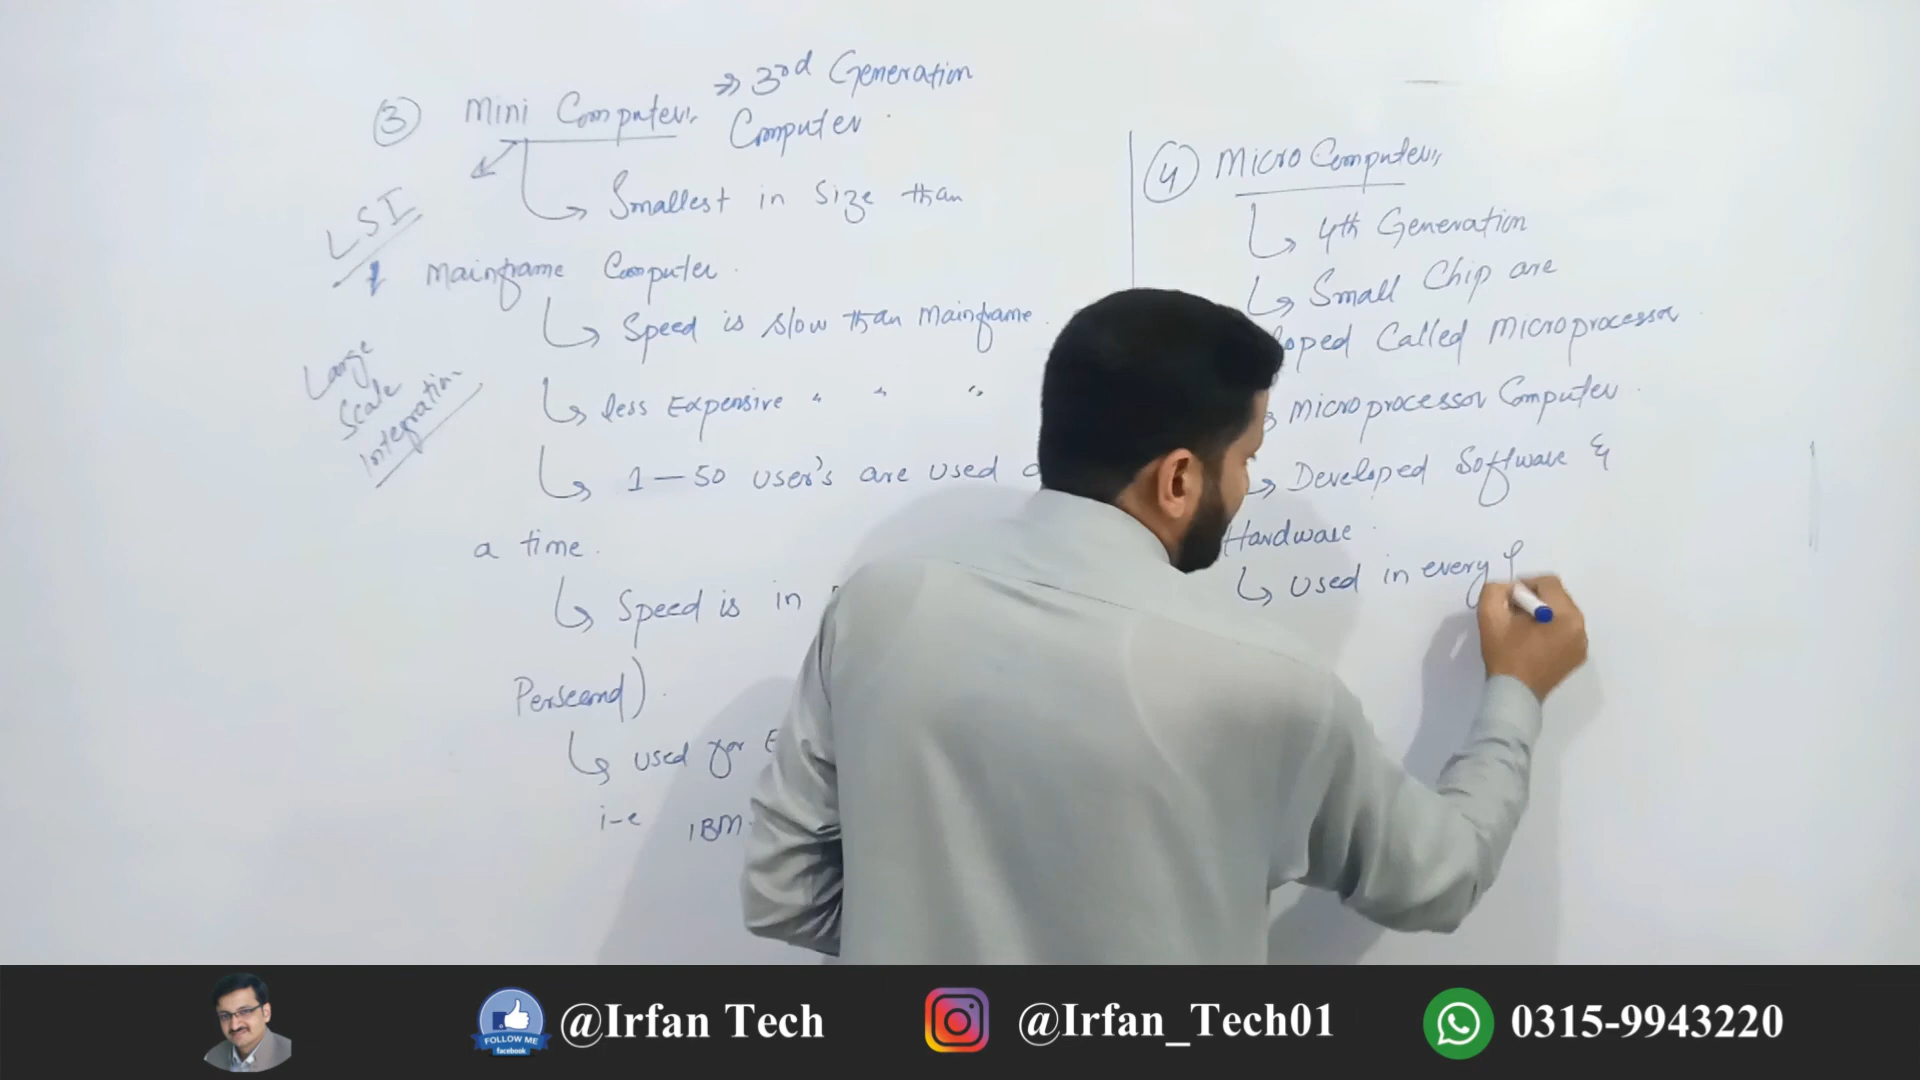 ③ Mini Computer, → 3rd Generation
Computer.
Smallest in Size than
LSI
Mainframe Computer.
Speed is slow than Mainframe.
Large
Scale
Integration
less Expensive " " "
1 — 50 user's are used
a time.
Speed is in
Persecond).
used for E
i-e IBM
④ Micro Computer,
4th Generation
Small Chip are
loped Called Microprocessor.
Microprocessor Computer.
Developed Software &
Hardware.
Used in every f
FOLLOW ME
facebook
@Irfan Tech
@Irfan_Tech01
0315-9943220